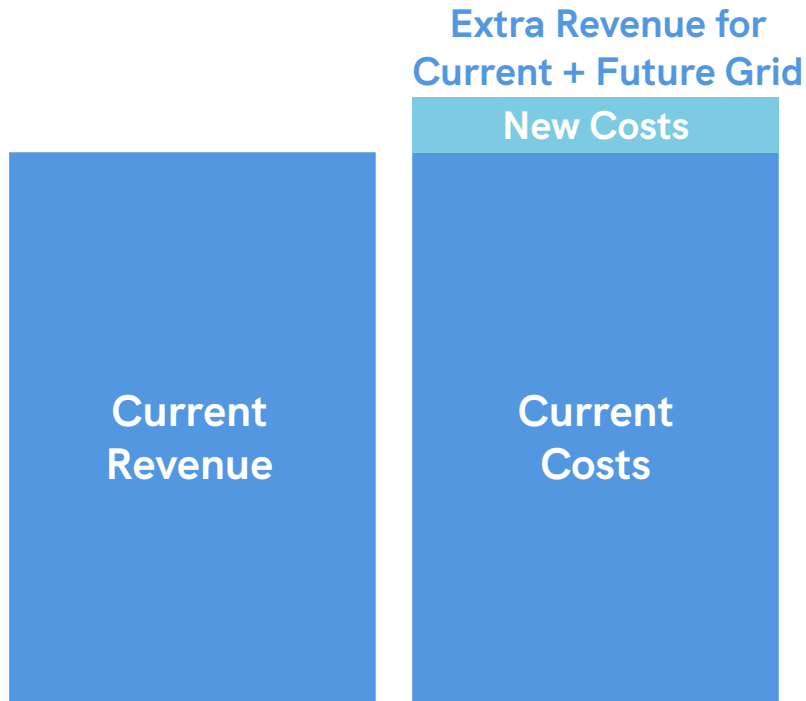 Extra Revenue for
Current + Future Grid
New Costs
Current
Revenue
Current
Costs